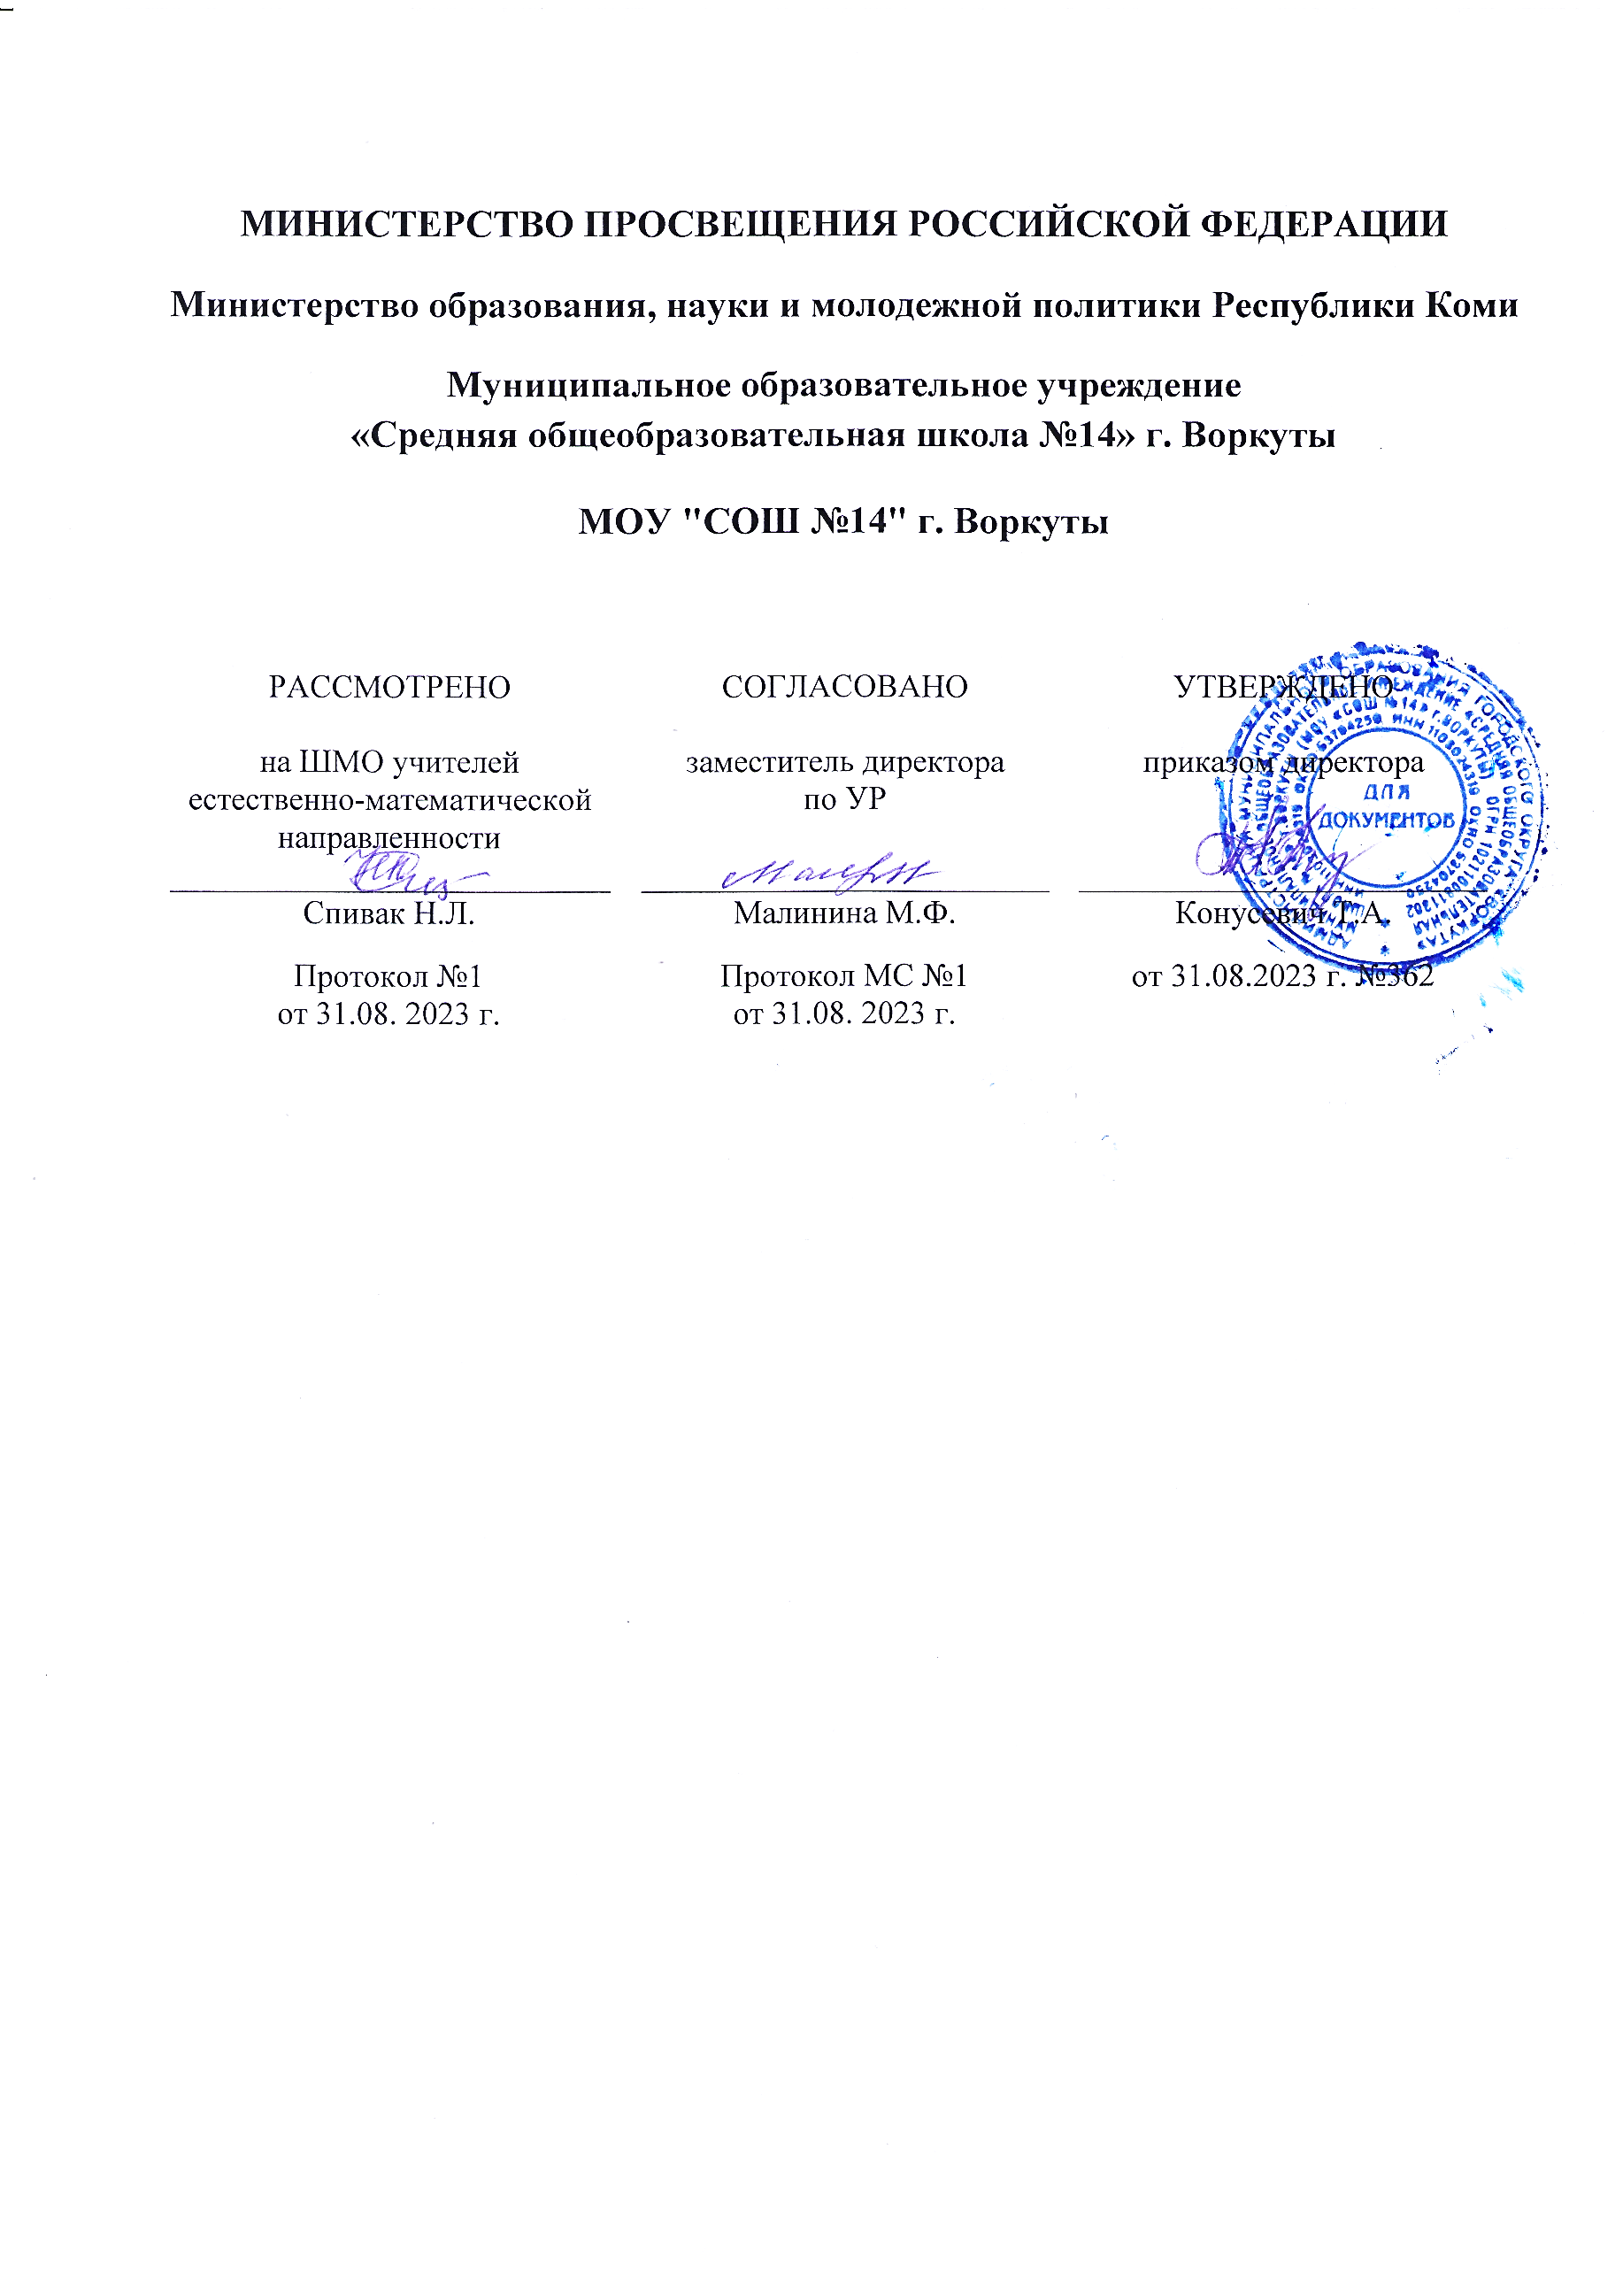 МИНИСТЕРСТВО ПРОСВЕЩЕНИЯ РОССИЙСКОЙ ФЕДЕРАЦИИ
Министерство образования, науки и молодежной политики Республики Коми
Муниципальное образовательное учреждение
«Средняя общеобразовательная школа №14» г. Воркуты
МОУ "СОШ №14" г. Воркуты
РАССМОТРЕНО
на ШМО учителей
естественно-математической
направленности
Спивак Н.Л.
Протокол №1
от 31.08. 2023 г.
СОГЛАСОВАНО
заместитель директора
по УР
Малинина М.Ф.
Протокол МС №1
от 31.08. 2023 г.
УТВЕРЖДЕНО
приказом директора
Конусевич Т.А.
от 31.08.2023 г. №362
ДЛЯ
ДОКУМЕНТОВ